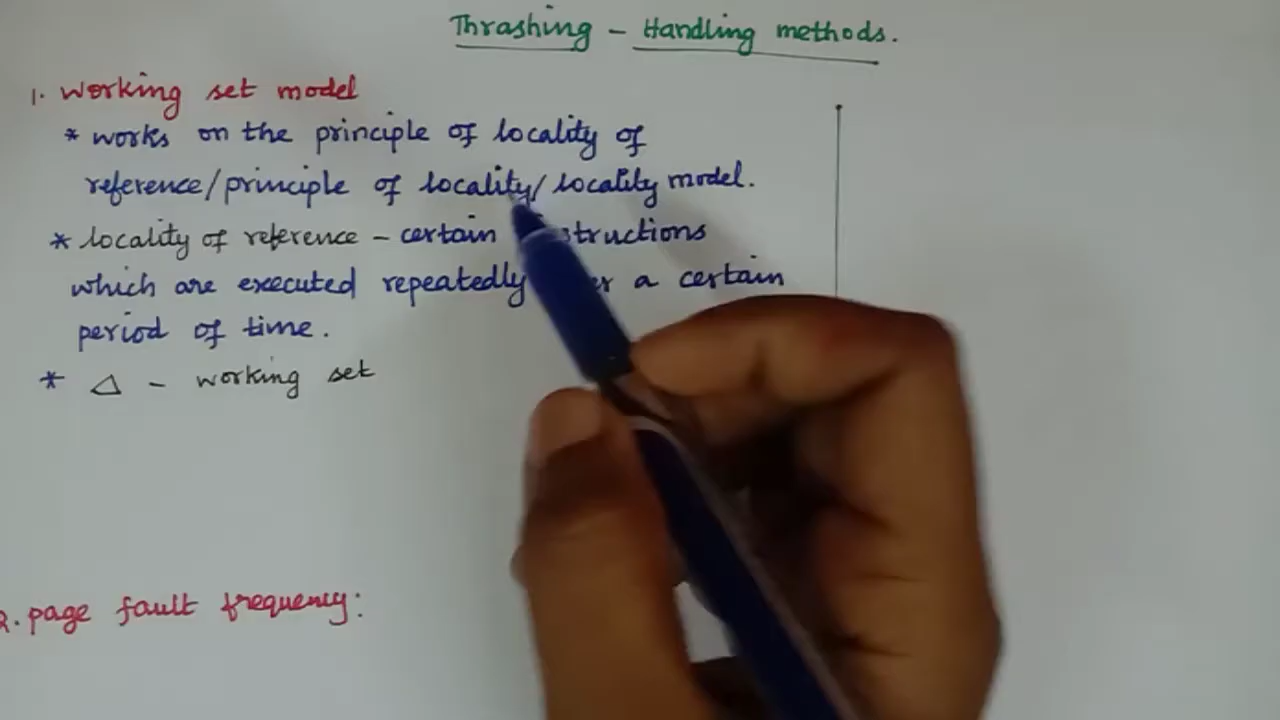 Thrashing - Handling methods.
1. Working set model
* works on the principle of locality of
reference/principle of locality/locality model.
* locality of reference - certain structions
which are executed repeatedly a certain
period of time.
* Δ - working set
2. page fault frequency: